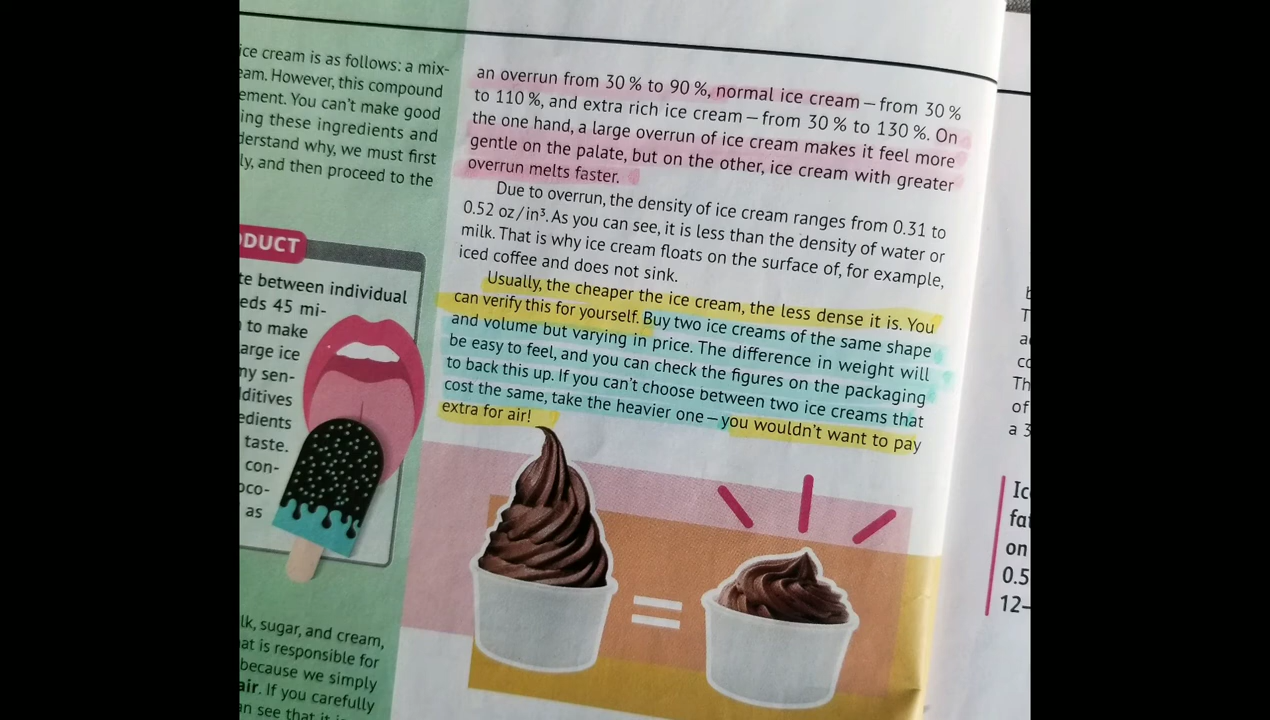 ice cream is as follows: a mix-
eam. However, this compound
ement. You can't make good
ing these ingredients and
derstand why, we must first
ly, and then proceed to the
DUCT
te between individual
eds 45 mi-
to make
arge ice
ny sen-
lditives
edients
taste.
con-
oco-
as
lk, sugar, and cream,
at is responsible for
because we simply
air. If you carefully
an see that it is
an overrun from 30 % to 90 %, normal ice cream – from 30 %
to 110 %, and extra rich ice cream – from 30 % to 130 %. On
the one hand, a large overrun of ice cream makes it feel more
gentle on the palate, but on the other, ice cream with greater
overrun melts faster.
Due to overrun, the density of ice cream ranges from 0.31 to
0.52 oz/in³. As you can see, it is less than the density of water or
milk. That is why ice cream floats on the surface of, for example,
iced coffee and does not sink.
Usually, the cheaper the ice cream, the less dense it is. You
can verify this for yourself. Buy two ice creams of the same shape
and volume but varying in price. The difference in weight will
be easy to feel, and you can check the figures on the packaging
to back this up. If you can't choose between two ice creams that
cost the same, take the heavier one – you wouldn't want to pay
extra for air!
=
b
T
a
co
Th
of
a 3
Ic
fat
on
0.5
12–